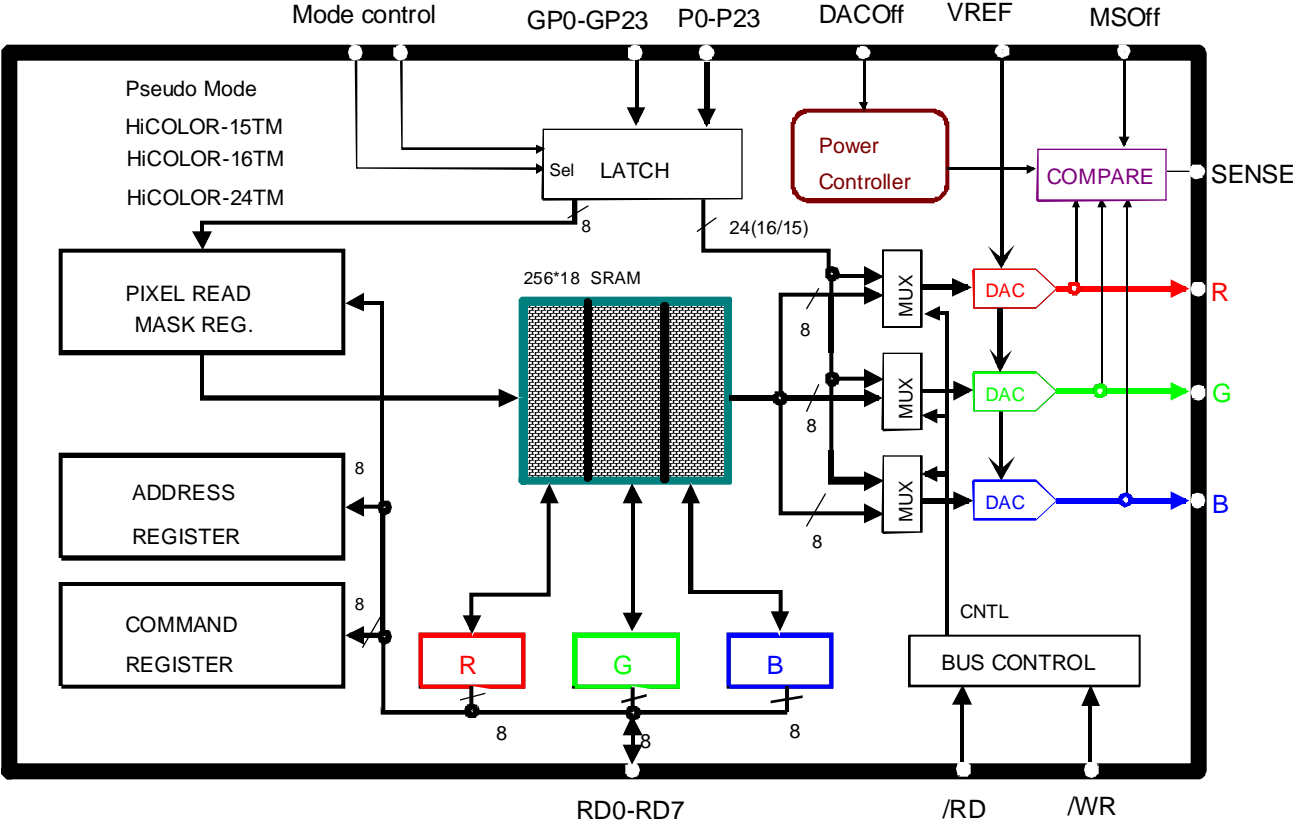 Mode control
GP0-GP23
P0-P23
DACOff
VREF
MSOff
Pseudo Mode
HiCOLOR-15TM
HiCOLOR-16TM
HiCOLOR-24TM
Sel
LATCH
Power
Controller
COMPARE
SENSE
8
24(16/15)
PIXEL READ
MASK REG.
256*18 SRAM
8
MUX
DAC
R
8
MUX
DAC
G
8
MUX
DAC
B
8
ADDRESS
REGISTER
8
COMMAND
REGISTER
R
G
B
CNTL
BUS CONTROL
8
8
8
RD0-RD7
/RD
/WR